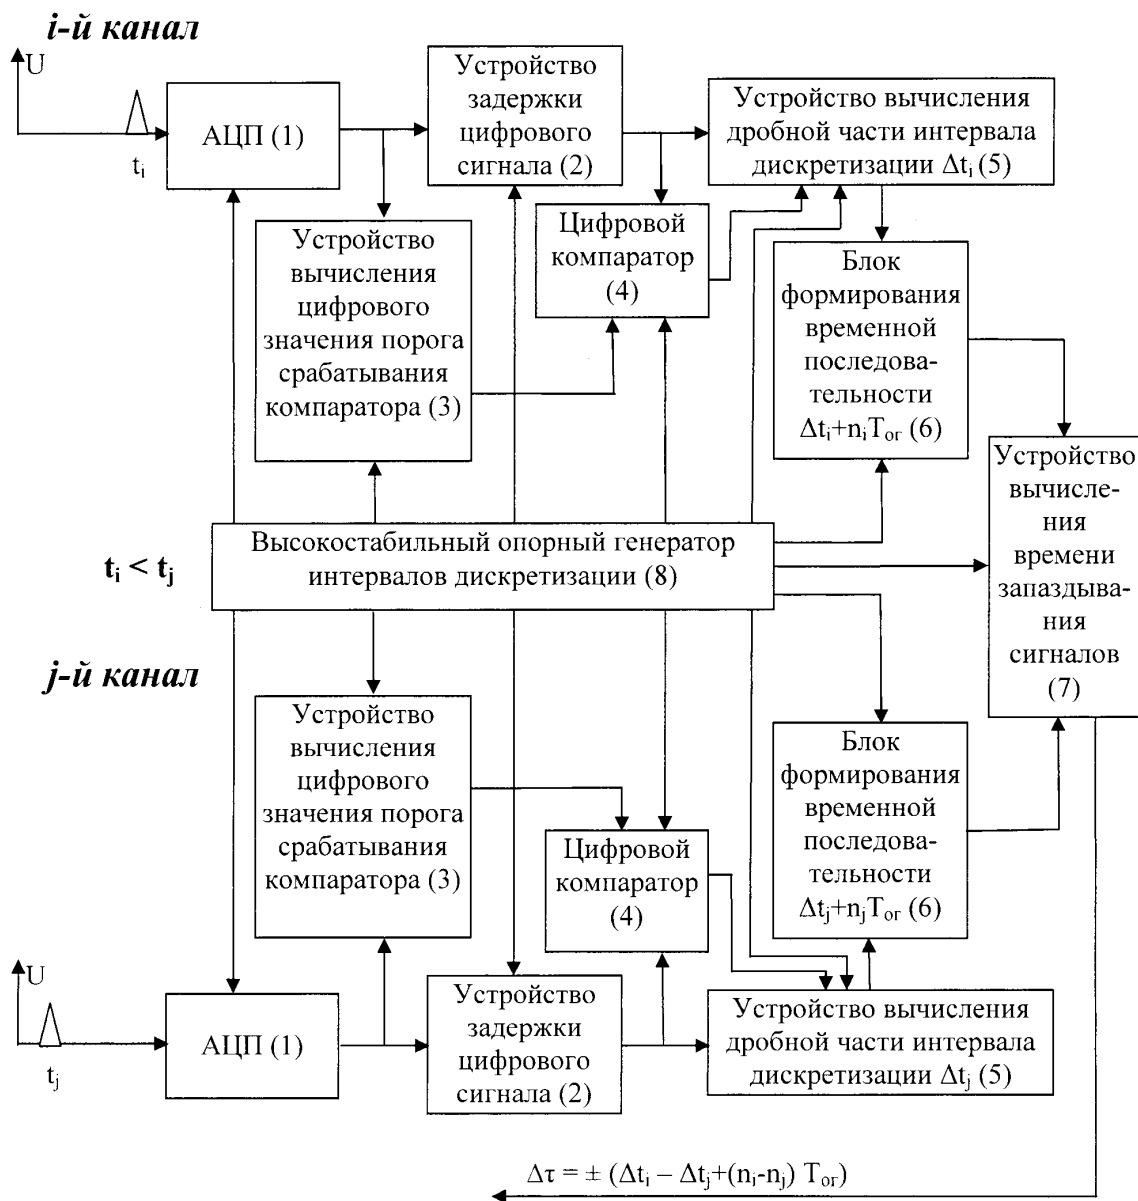 i-й канал
U
t_i
АЦП (1)
Устройство
задержки
цифрового
сигнала (2)
Устройство вычисления
дробной части интервала
дискретизации Δt_i (5)
Устройство
вычисления
цифрового
значения порога
срабатывания
компаратора (3)
Цифровой
компаратор
(4)
Блок
формирования
временной
последова-
тельности
Δt_i+n_iT_ог (6)
Устройство
вычисле-
ния
времени
запаздыва-
ния
сигналов
(7)
Высокостабильный опорный генератор
интервалов дискретизации (8)
t_i < t_j
j-й канал
Устройство
вычисления
цифрового
значения порога
срабатывания
компаратора (3)
Цифровой
компаратор
(4)
Блок
формирования
временной
последова-
тельности
Δt_j+n_jT_ог (6)
U
t_j
АЦП (1)
Устройство
задержки
цифрового
сигнала (2)
Устройство вычисления
дробной части интервала
дискретизации Δt_j (5)
Δτ = ± (Δt_i – Δt_j+(n_i-n_j) T_ог)